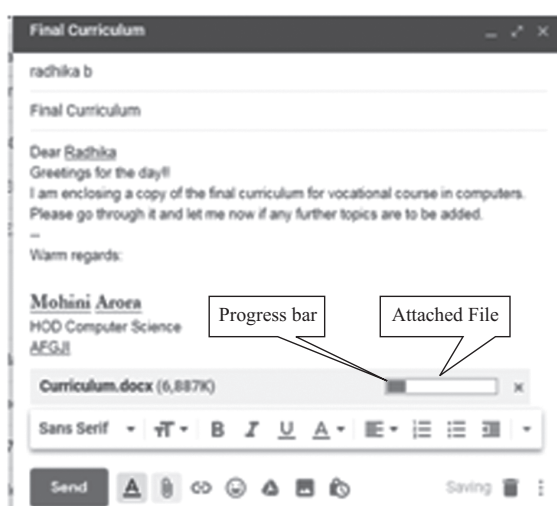 Final Curriculum
radhika b
Final Curriculum
Dear Radhika
Greetings for the day!!
I am enclosing a copy of the final curriculum for vocational course in computers.
Please go through it and let me now if any further topics are to be added.
--
Warm regards:
Mohini Arora
HOD Computer Science
AFGJI
Progress bar
Attached File
Curriculum.docx (6,887K)
Sans Serif
Send
Saving